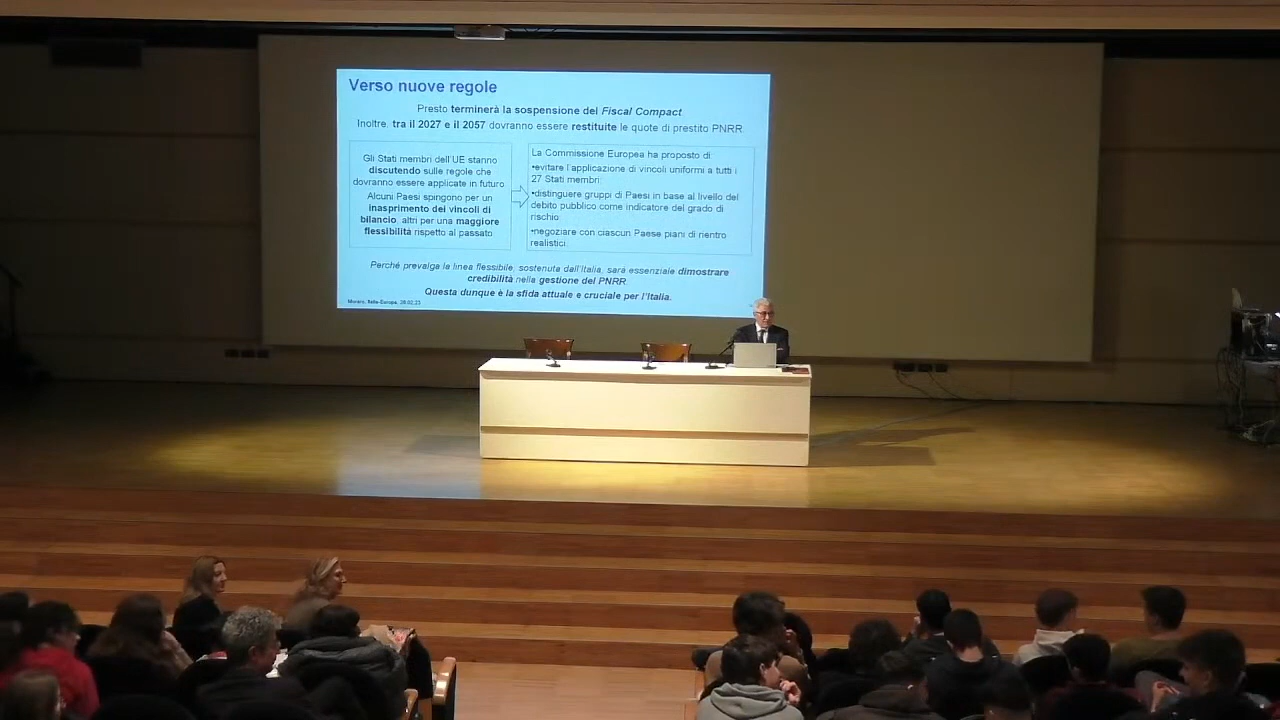 Verso nuove regole
Presto terminerà la sospensione del Fiscal Compact.
Inoltre, tra il 2027 e il 2057 dovranno essere restituite le quote di prestito PNRR.
Gli Stati membri dell'UE stanno
discutendo sulle regole che
dovranno essere applicate in futuro
Alcuni Paesi spingono per un
inasprimento dei vincoli di
bilancio, altri per una maggiore
flessibilità rispetto al passato
La Commissione Europea ha proposto di:
•evitare l'applicazione di vincoli uniformi a tutti i
27 Stati membri;
•distinguere gruppi di Paesi in base al livello del
debito pubblico come indicatore del grado di
rischio;
•negoziare con ciascun Paese piani di rientro
realistici.
Perché prevalga la linea flessibile, sostenuta dall'Italia, sarà essenziale dimostrare
credibilità nella gestione del PNRR.
Questa dunque è la sfida attuale e cruciale per l'Italia.
Moraro, Italia-Europa, 28.02.23